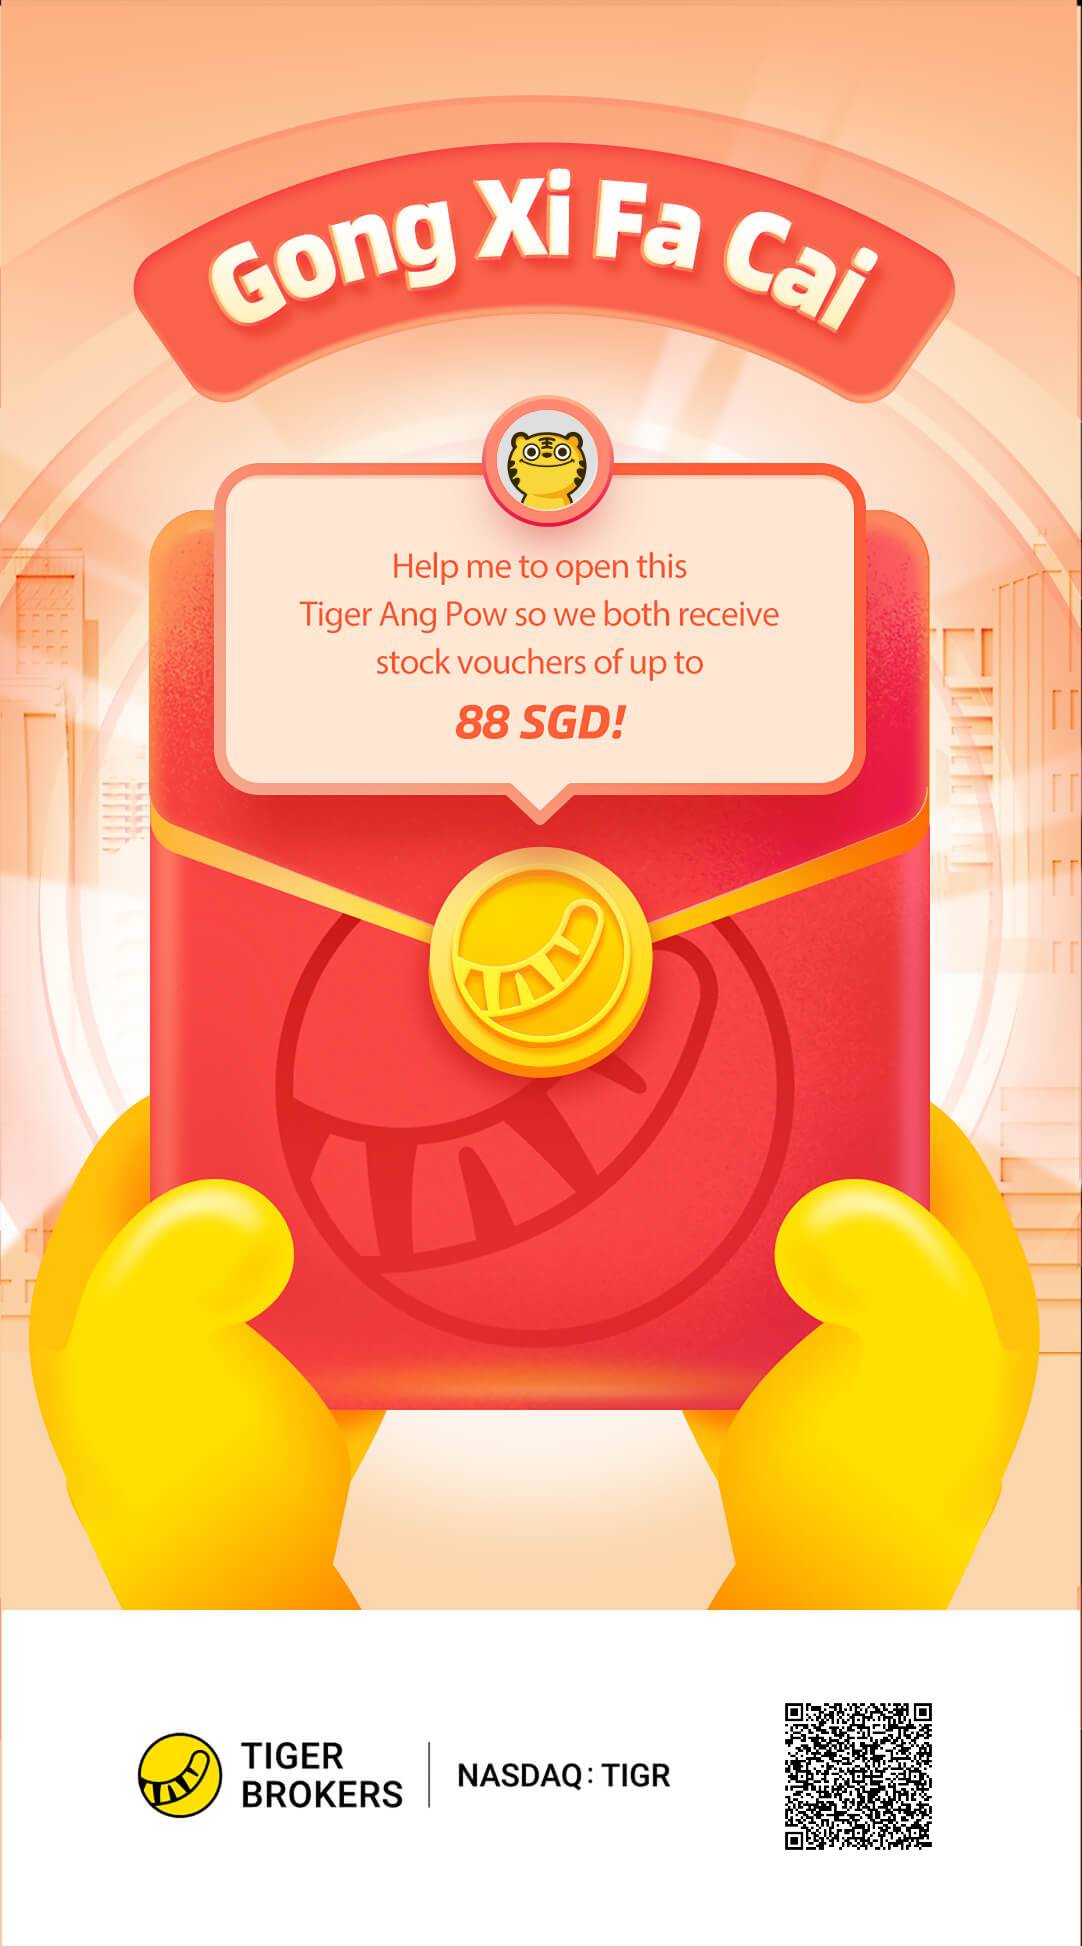 Gong Xi Fa Cai
Help me to open this
Tiger Ang Pow so we both receive
stock vouchers of up to
88 SGD!
TIGER
BROKERS
NASDAQ: TIGR